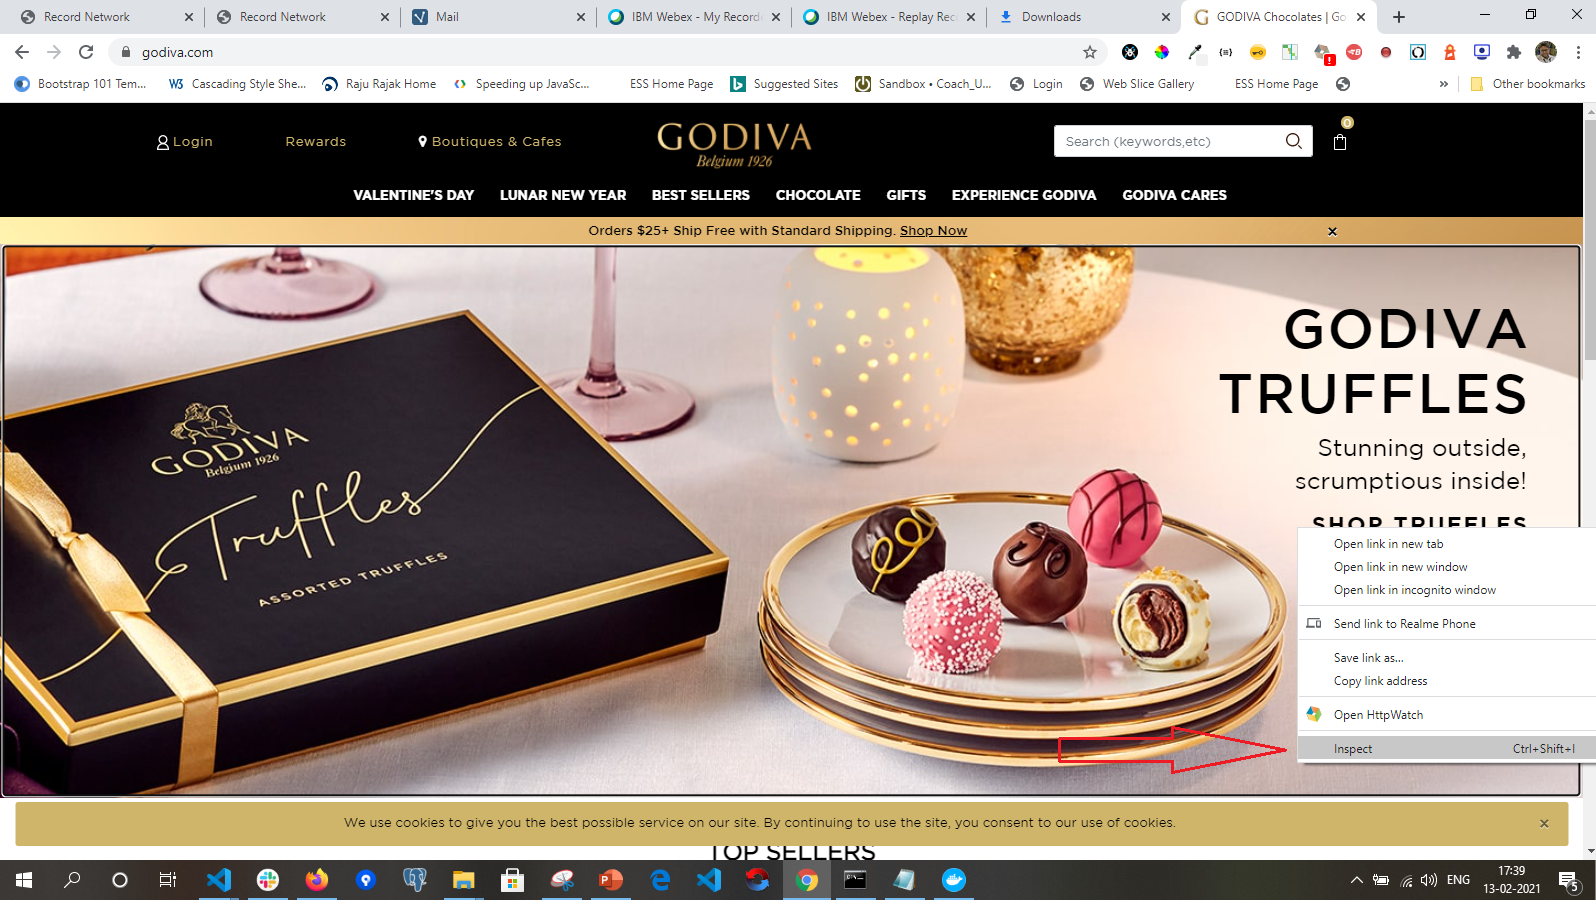 Record Network
Record Network
Mail
IBM Webex - My Record
IBM Webex - Replay Rec
Downloads
GODIVA Chocolates | Go
godiva.com
Bootstrap 101 Tem...
Cascading Style She...
Raju Rajak Home
Speeding up JavaSc...
ESS Home Page
Suggested Sites
Sandbox • Coach_U...
Login
Web Slice Gallery
ESS Home Page
Other bookmarks
Login
Rewards
Boutiques & Cafes
GODIVA
Belgium 1926
Search (keywords,etc)
0
VALENTINE'S DAY
LUNAR NEW YEAR
BEST SELLERS
CHOCOLATE
GIFTS
EXPERIENCE GODIVA
GODIVA CARES
Orders $25+ Ship Free with Standard Shipping. Shop Now
GODIVA
TRUFFLES
Stunning outside,
scrumptious inside!
SHOP TRUFFLES
GODIVA
Belgium 1926
Truffles
ASSORTED TRUFFLES
Open link in new tab
Open link in new window
Open link in incognito window
Send link to Realme Phone
Save link as...
Copy link address
Open HttpWatch
Inspect Ctrl+Shift+I
We use cookies to give you the best possible service on our site. By continuing to use the site, you consent to our use of cookies.
TOP SELLERS
ENG
17:39
13-02-2021
5